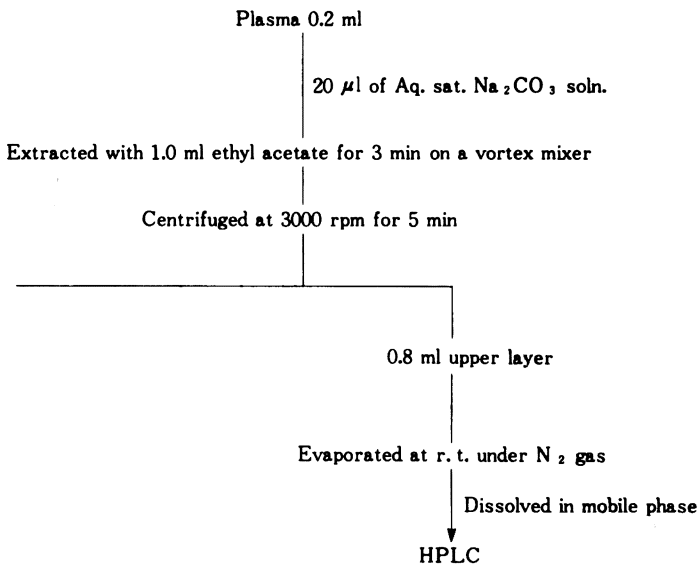 Plasma 0.2 ml
20 μl of Aq. sat. Na₂CO₃ soln.
Extracted with 1.0 ml ethyl acetate for 3 min on a vortex mixer
Centrifuged at 3000 rpm for 5 min
0.8 ml upper layer
Evaporated at r. t. under N₂ gas
Dissolved in mobile phase
HPLC